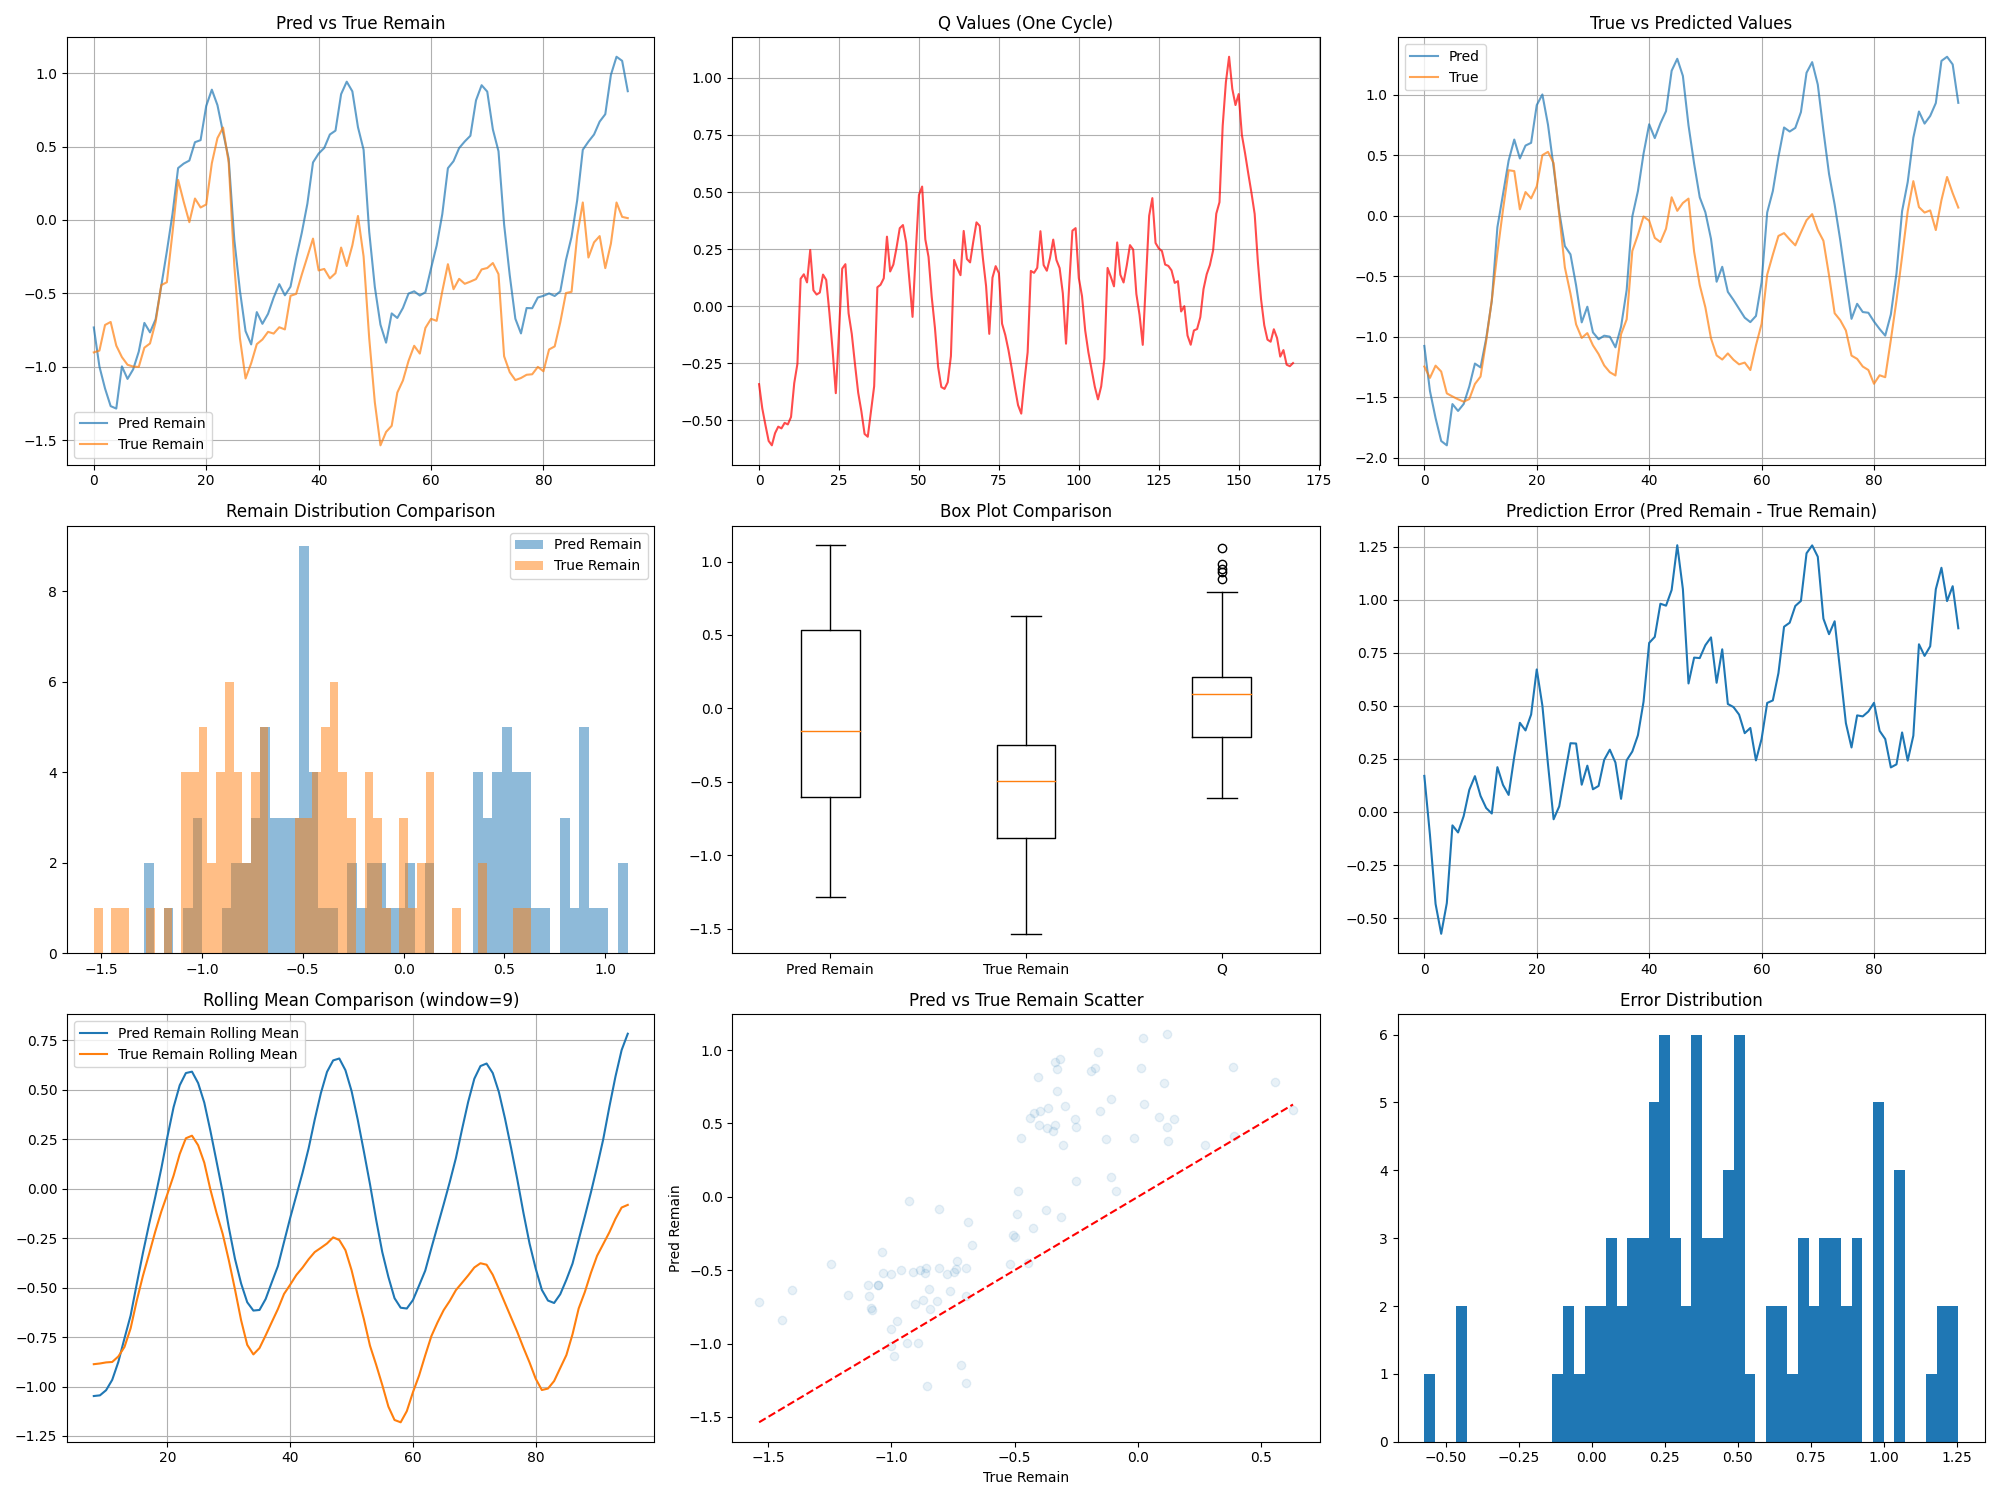 Pred vs True Remain
1.0
0.5
0.0
−0.5
−1.0
−1.5
0 20 40 60 80
Pred Remain
True Remain
Q Values (One Cycle)
1.00
0.75
0.50
0.25
0.00
−0.25
−0.50
0 25 50 75 100 125 150 175
True vs Predicted Values
Pred
True
1.0
0.5
0.0
−0.5
−1.0
−1.5
−2.0
0 20 40 60 80
Remain Distribution Comparison
Pred Remain
True Remain
8
6
4
2
0
−1.5 −1.0 −0.5 0.0 0.5 1.0
Box Plot Comparison
1.0
0.5
0.0
−0.5
−1.0
−1.5
Pred Remain True Remain Q
Prediction Error (Pred Remain - True Remain)
1.25
1.00
0.75
0.50
0.25
0.00
−0.25
−0.50
0 20 40 60 80
Rolling Mean Comparison (window=9)
Pred Remain Rolling Mean
True Remain Rolling Mean
0.75
0.50
0.25
0.00
−0.25
−0.50
−0.75
−1.00
−1.25
20 40 60 80
Pred vs True Remain Scatter
Pred Remain
1.0
0.5
0.0
−0.5
−1.0
−1.5
−1.5 −1.0 −0.5 0.0 0.5
True Remain
Error Distribution
6
5
4
3
2
1
0
−0.50 −0.25 0.00 0.25 0.50 0.75 1.00 1.25